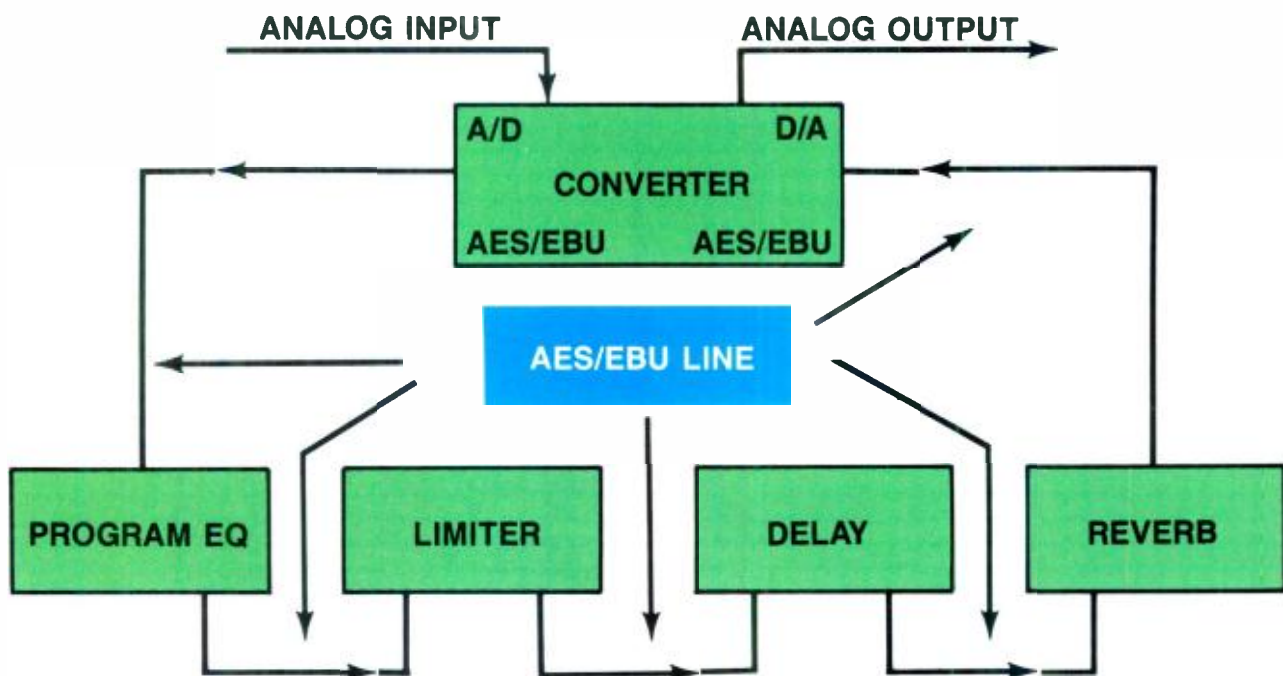 ANALOG INPUT
ANALOG OUTPUT
A/D
D/A
CONVERTER
AES/EBU
AES/EBU
AES/EBU LINE
PROGRAM EQ
LIMITER
DELAY
REVERB